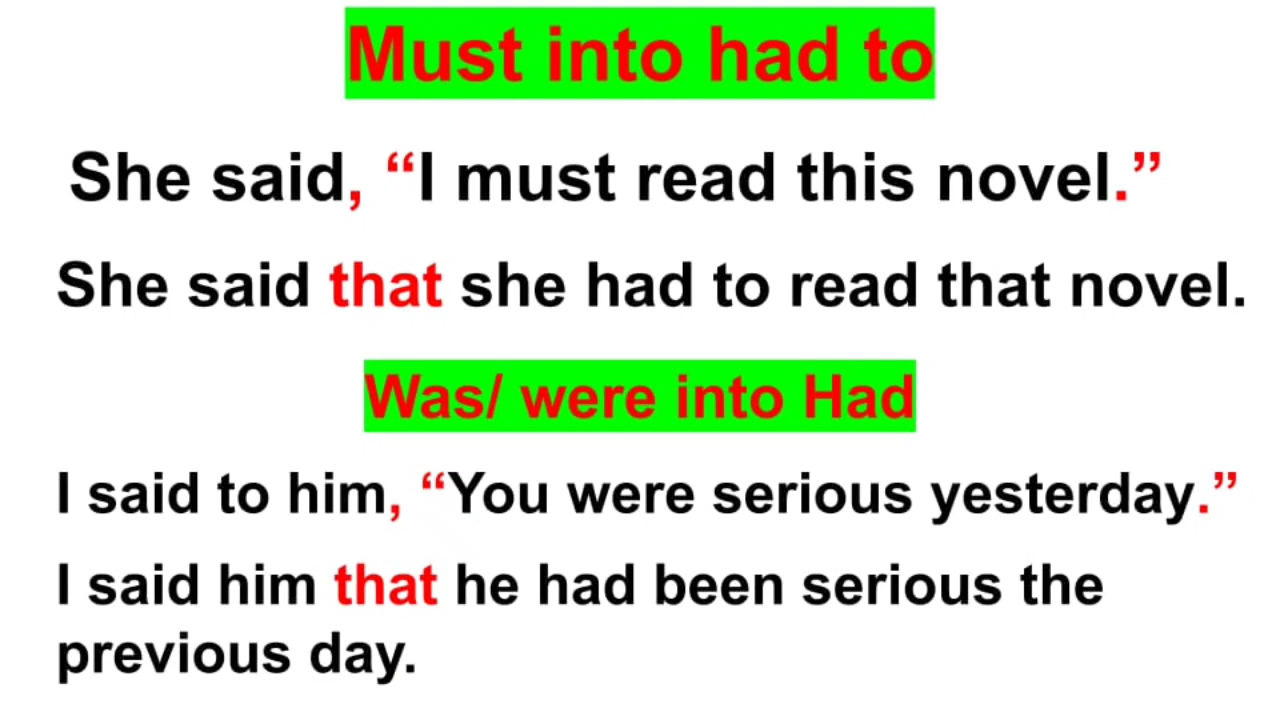 Must into had to
She said, “I must read this novel.”
She said that she had to read that novel.
Was/ were into Had
I said to him, “You were serious yesterday.”
I said him that he had been serious the
previous day.